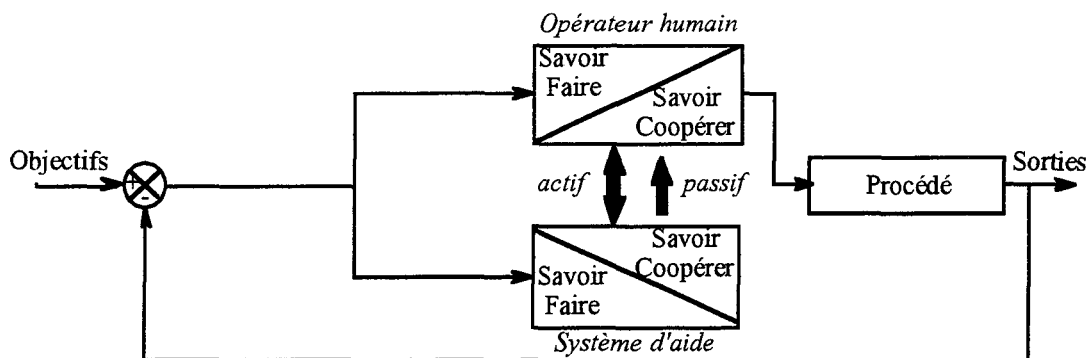 Opérateur humain
Savoir
Faire
Savoir
Coopérer
Objectifs
+
-
actif
passif
Procédé
Sorties
Savoir
Coopérer
Savoir
Faire
Système d'aide